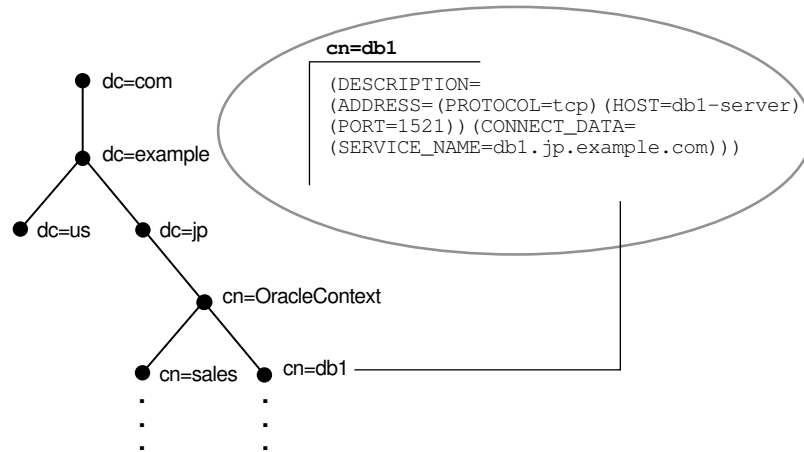 cn=db1
(DESCRIPTION=
(ADDRESS=(PROTOCOL=tcp)(HOST=db1-server)
(PORT=1521))(CONNECT_DATA=
(SERVICE_NAME=db1.jp.example.com)))
dc=com
dc=example
dc=us
dc=jp
cn=OracleContext
cn=sales
cn=db1